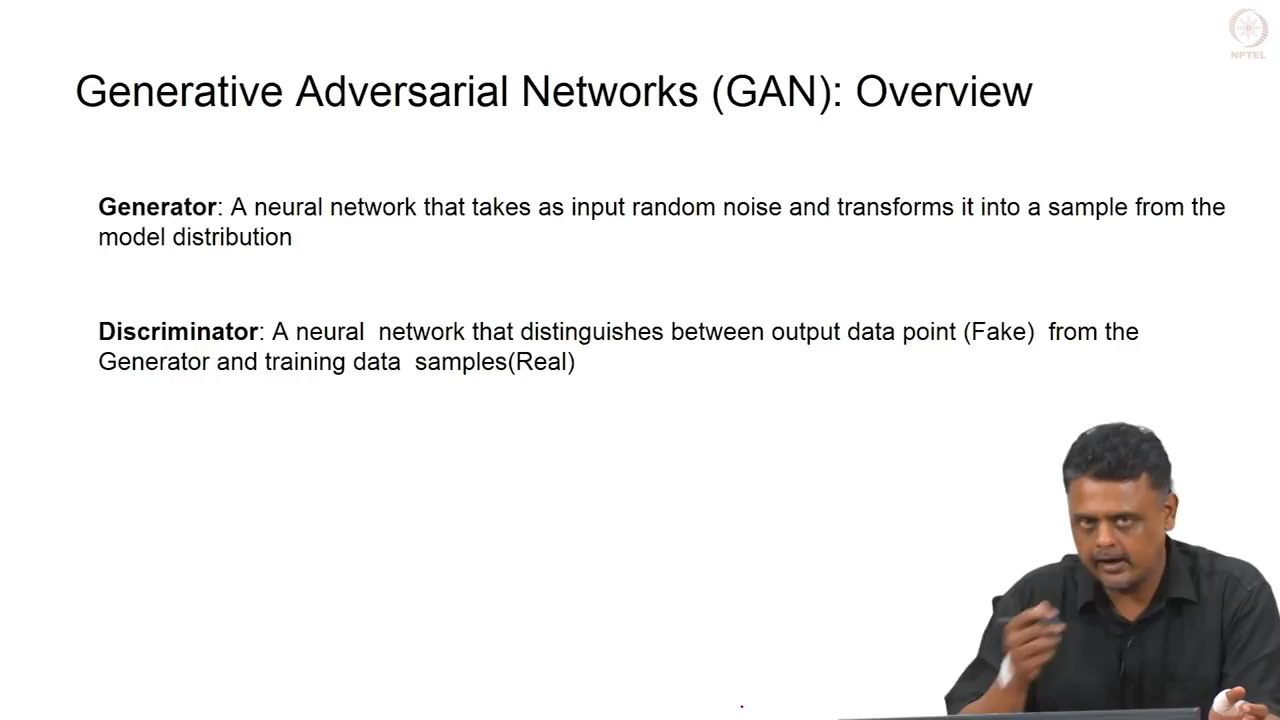 NPTEL
Generative Adversarial Networks (GAN): Overview
Generator: A neural network that takes as input random noise and transforms it into a sample from the
model distribution
Discriminator: A neural  network that distinguishes between output data point (Fake)  from the
Generator and training data  samples(Real)